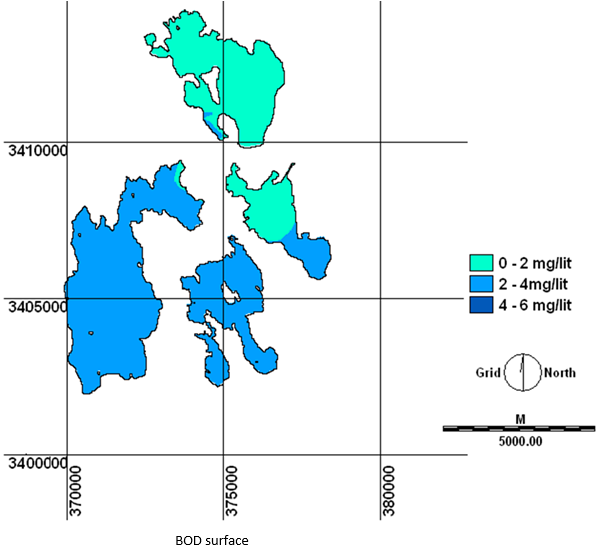 3410000
0 - 2 mg/lit
2 - 4mg/lit
3405000
4 - 6 mg/lit
Grid North
M
5000.00
3400000
370000
375000
380000
BOD surface